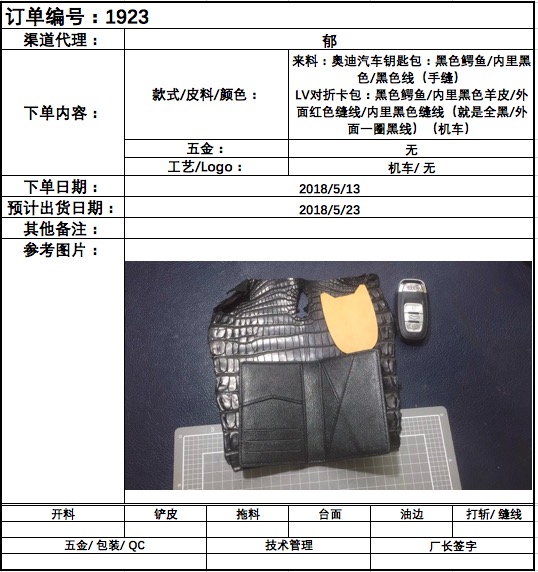 订单编号：1923
渠道代理： 郁
下单内容： 款式/皮料/颜色： 来料：奥迪汽车钥匙包：黑色鳄鱼/内里黑
色/黑色线（手缝）
LV对折卡包：黑色鳄鱼/内里黑色羊皮/外
面红色缝线/内里黑色缝线（就是全黑/外
面一圈黑线）（机车）
五金： 无
工艺/Logo： 机车/ 无
下单日期： 2018/5/13
预计出货日期： 2018/5/23
其他备注：
参考图片：
开料 铲皮 拖料 台面 油边 打斩/ 缝线
五金/ 包装/ QC 技术管理 厂长签字